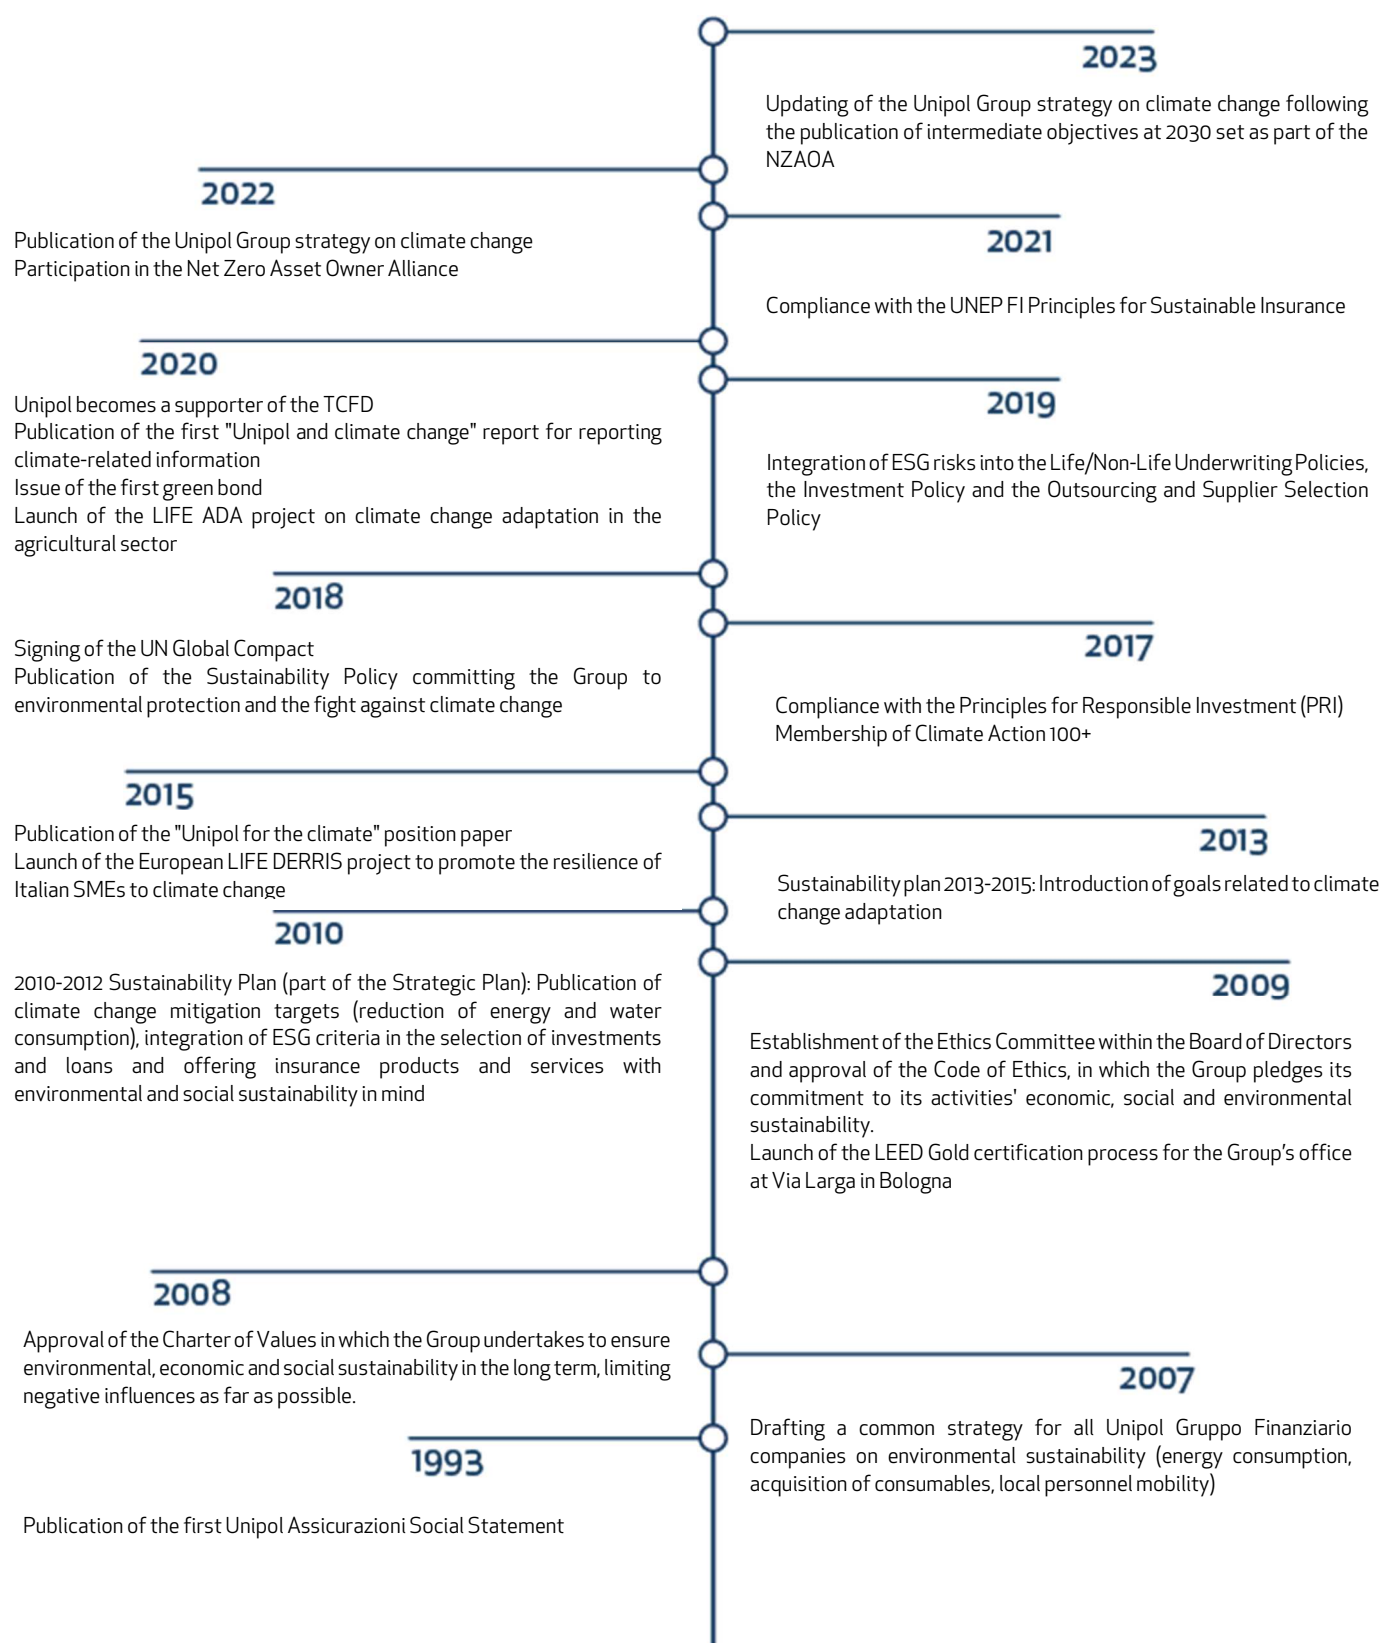 2023
Updating of the Unipol Group strategy on climate change following
the publication of intermediate objectives at 2030 set as part of the
NZAOA
2022
Publication of the Unipol Group strategy on climate change
Participation in the Net Zero Asset Owner Alliance
2021
Compliance with the UNEP FI Principles for Sustainable Insurance
2020
Unipol becomes a supporter of the TCFD
Publication of the first "Unipol and climate change" report for reporting
climate-related information
Issue of the first green bond
Launch of the LIFE ADA project on climate change adaptation in the
agricultural sector
2019
Integration of ESG risks into the Life/Non-Life Underwriting Policies,
the Investment Policy and the Outsourcing and Supplier Selection
Policy
2018
Signing of the UN Global Compact
Publication of the Sustainability Policy committing the Group to
environmental protection and the fight against climate change
2017
Compliance with the Principles for Responsible Investment (PRI)
Membership of Climate Action 100+
2015
Publication of the "Unipol for the climate" position paper
Launch of the European LIFE DERRIS project to promote the resilience of
Italian SMEs to climate change
2013
Sustainability plan 2013-2015: Introduction of goals related to climate
change adaptation
2010
2010-2012 Sustainability Plan (part of the Strategic Plan): Publication of
climate change mitigation targets (reduction of energy and water
consumption), integration of ESG criteria in the selection of investments
and loans and offering insurance products and services with
environmental and social sustainability in mind
2009
Establishment of the Ethics Committee within the Board of Directors
and approval of the Code of Ethics, in which the Group pledges its
commitment to its activities' economic, social and environmental
sustainability.
Launch of the LEED Gold certification process for the Group's office
at Via Larga in Bologna
2008
Approval of the Charter of Values in which the Group undertakes to ensure
environmental, economic and social sustainability in the long term, limiting
negative influences as far as possible.
2007
Drafting a common strategy for all Unipol Gruppo Finanziario
companies on environmental sustainability (energy consumption,
acquisition of consumables, local personnel mobility)
1993
Publication of the first Unipol Assicurazioni Social Statement